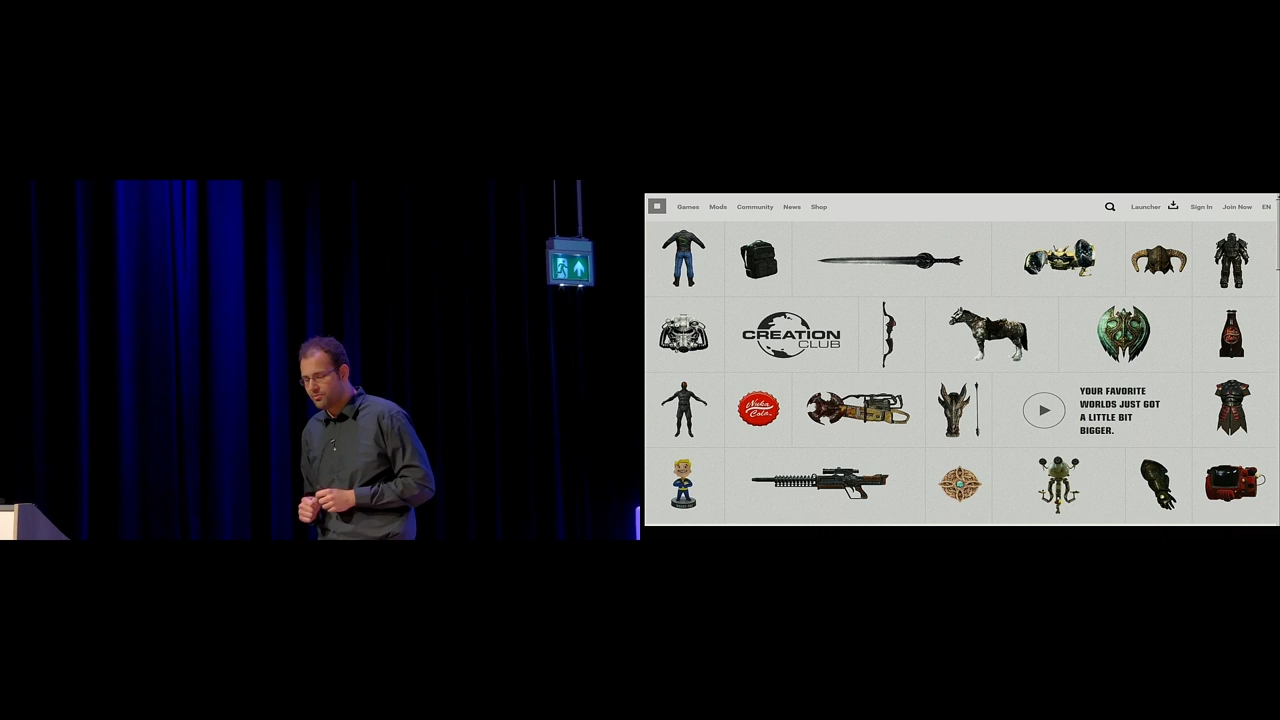 Games Mods Community News Shop
Launcher Sign In Join Now EN
CREATION
CLUB
Nuka
Cola
YOUR FAVORITE
WORLDS JUST GOT
A LITTLE BIT
BIGGER.